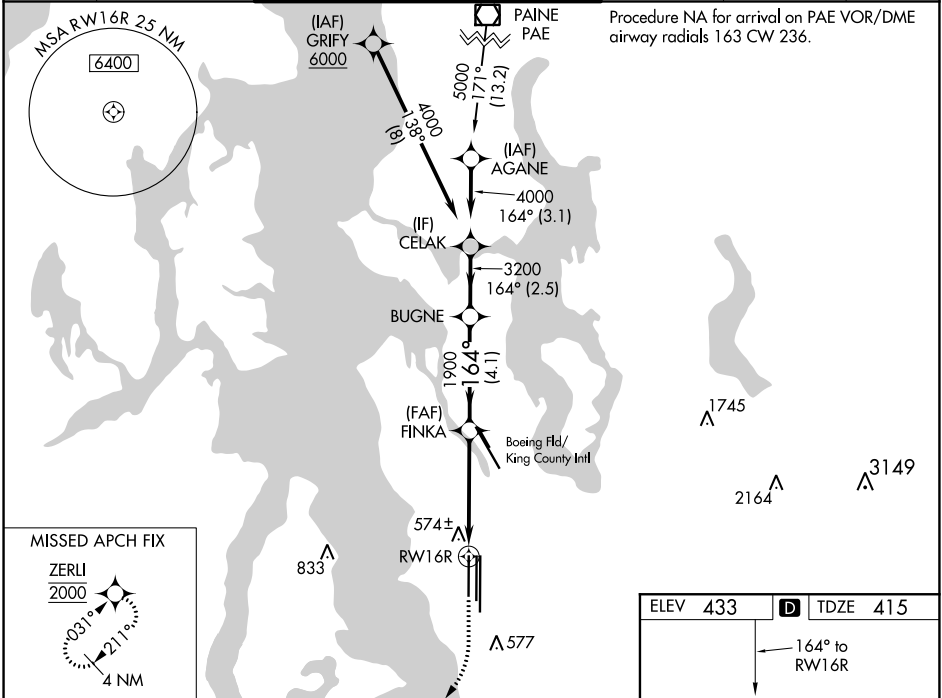 MSA RW16R 25 NM
6400
(IAF)
GRIFY
6000
PAINE
PAE
Procedure NA for arrival on PAE VOR/DME
airway radials 163 CW 236.
5000
171°
(13.2)
4000
138°
(8)
(IAF)
AGANE
4000
164° (3.1)
(IF)
CELAK
3200
164° (2.5)
BUGNE
1900
164°
(4.1)
(FAF)
FINKA
Boeing Fld/
King County Intl
1745
2164
3149
574±
RW16R
833
577
MISSED APCH FIX
ZERLI
2000
031°
211°
4 NM
ELEV 433 D TDZE 415
164° to
RW16R